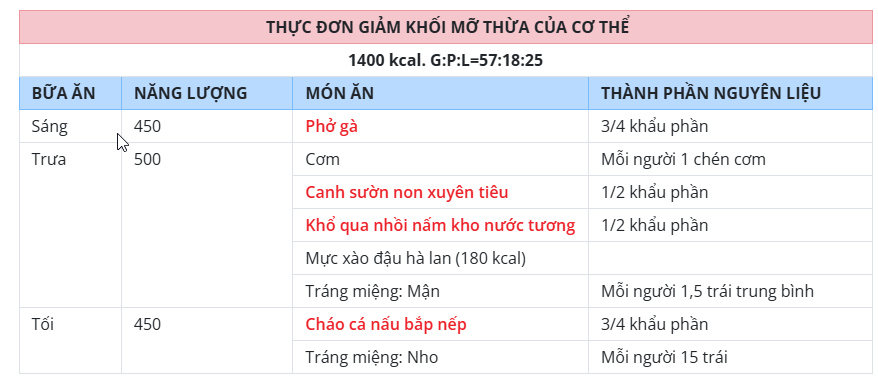 THỰC ĐƠN GIẢM KHỐI MỠ THỪA CỦA CƠ THỂ
1400 kcal. G:P:L=57:18:25
BỮA ĂN NĂNG LƯỢNG MÓN ĂN THÀNH PHẦN NGUYÊN LIỆU
Sáng 450 Phở gà 3/4 khẩu phần
Trưa 500 Cơm Mỗi người 1 chén cơm
Canh sườn non xuyên tiêu 1/2 khẩu phần
Khổ qua nhồi nấm kho nước tương 1/2 khẩu phần
Mực xào đậu hà lan (180 kcal)
Tráng miệng: Mận Mỗi người 1,5 trái trung bình
Tối 450 Cháo cá nấu bắp nếp 3/4 khẩu phần
Tráng miệng: Nho Mỗi người 15 trái